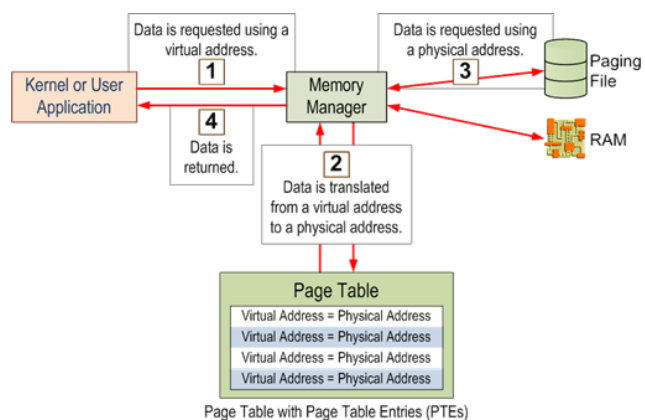 Data is requested using a
virtual address.
1
Data is requested using
a physical address.
3
Paging
File
Kernel or User
Application
Memory
Manager
4
Data is
returned.
RAM
2
Data is translated
from a virtual address
to a physical address.
Page Table
Virtual Address = Physical Address
Virtual Address = Physical Address
Virtual Address = Physical Address
Virtual Address = Physical Address
Page Table with Page Table Entries (PTEs)